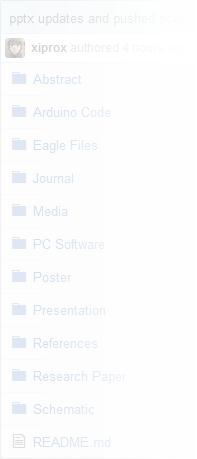 pptx updates and pushed
xiprox authored 4 hours
Abstract
Arduino Code
Eagle Files
Journal
Media
PC Software
Poster
Presentation
References
Research Paper
Schematic
README.md